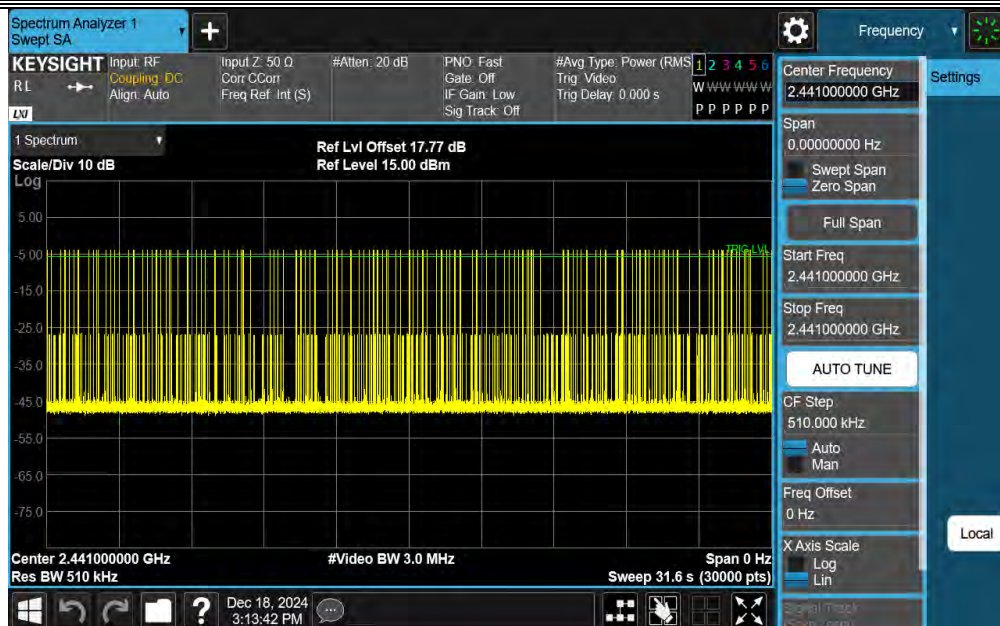 Spectrum Analyzer 1
Swept SA
Frequency
KEYSIGHT
RL
LXI
Input: RF
Coupling: DC
Align: Auto
Input Z: 50 Ω
Corr CCorr
Freq Ref: Int (S)
#Atten: 20 dB
PNO: Fast
Gate: Off
IF Gain: Low
Sig Track: Off
#Avg Type: Power (RMS
Trig: Video
Trig Delay: 0.000 s
1 2 3 4 5 6
W W W W W W
P P P P P P
Center Frequency
2.441000000 GHz
Settings
Span
0.00000000 Hz
Swept Span
Zero Span
Full Span
Start Freq
2.441000000 GHz
Stop Freq
2.441000000 GHz
AUTO TUNE
CF Step
510.000 kHz
Auto
Man
Freq Offset
0 Hz
X Axis Scale
Log
Lin
Signal Track
Local
1 Spectrum
Scale/Div 10 dB
Ref Lvl Offset 17.77 dB
Ref Level 15.00 dBm
Log
5.00
-5.00
TRIG LVL
-15.0
-25.0
-35.0
-45.0
-55.0
-65.0
-75.0
Center 2.441000000 GHz
#Video BW 3.0 MHz
Span 0 Hz
Res BW 510 kHz
Sweep 31.6 s (30000 pts)
?
Dec 18, 2024
3:13:42 PM